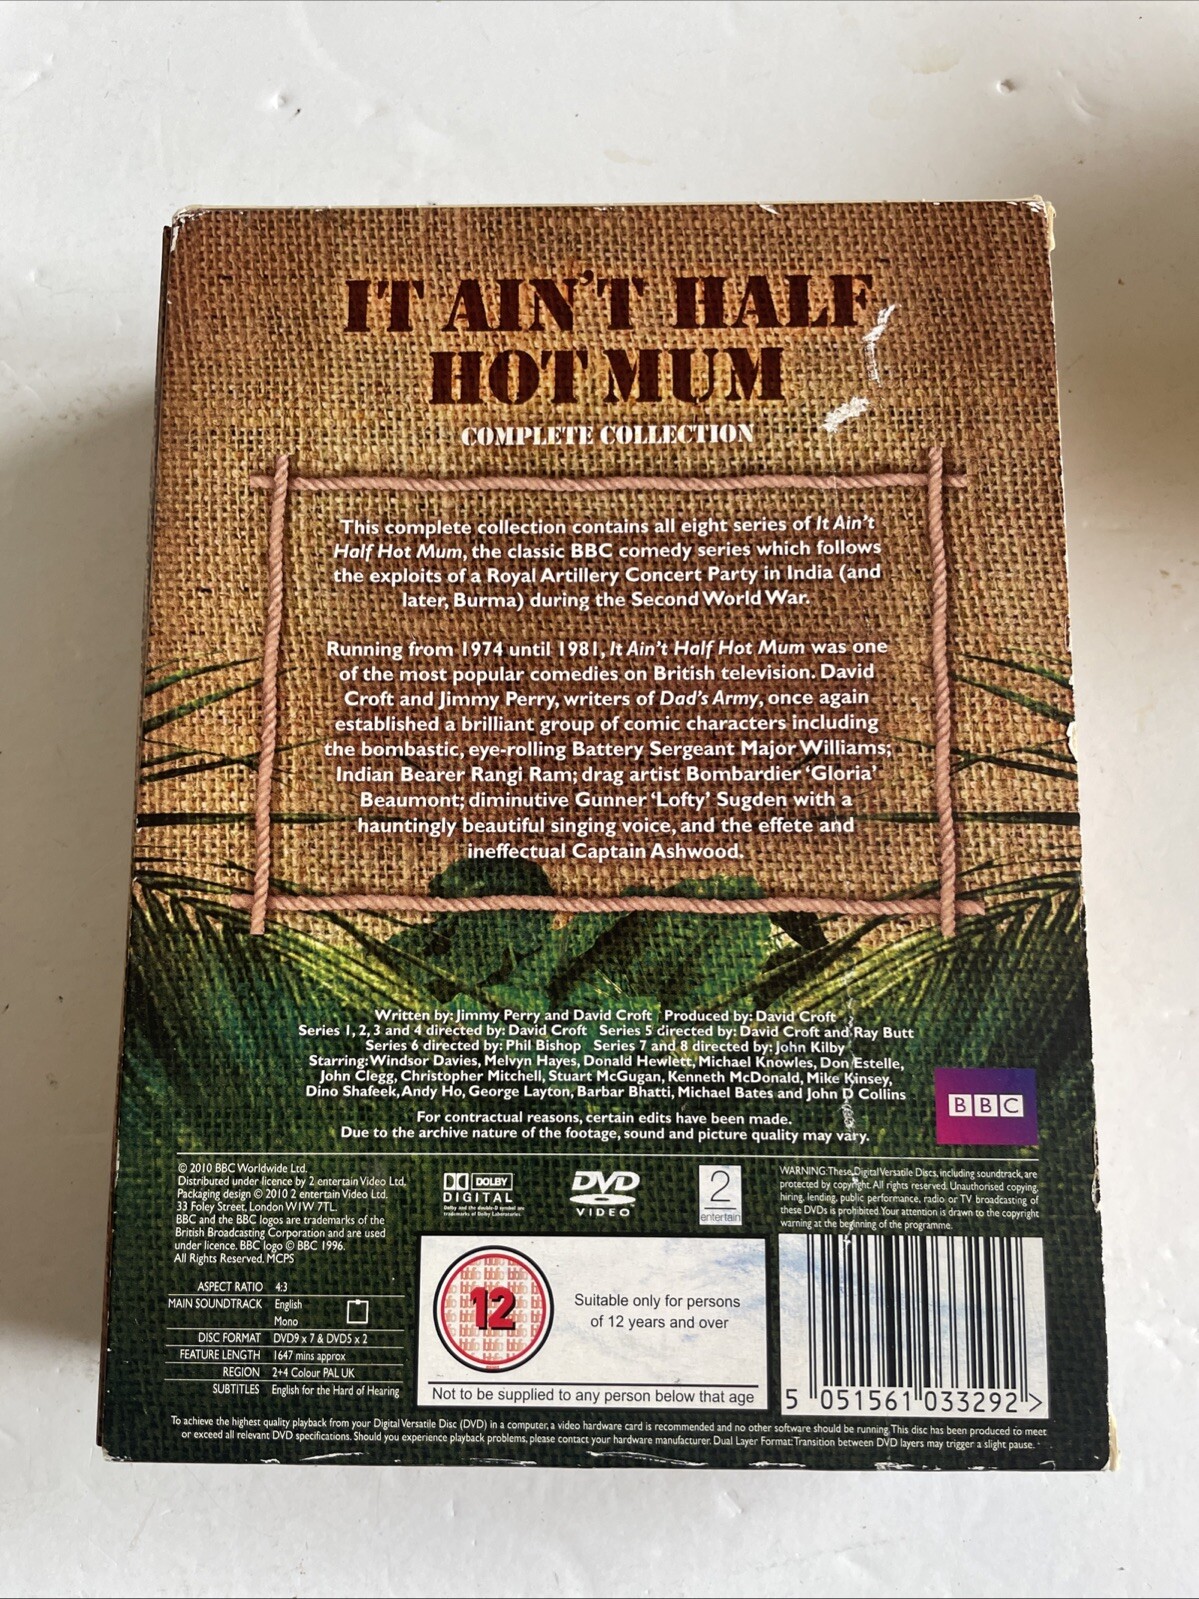 IT AIN'T HALF
HOT MUM
COMPLETE COLLECTION
This complete collection contains all eight series of It Ain't
Half Hot Mum, the classic BBC comedy series which follows
the exploits of a Royal Artillery Concert Party in India (and
later, Burma) during the Second World War.
Running from 1974 until 1981, It Ain't Half Hot Mum was one
of the most popular comedies on British television. David
Croft and Jimmy Perry, writers of Dad's Army, once again
established a brilliant group of comic characters including
the bombastic, eye-rolling Battery Sergeant Major Williams;
Indian Bearer Rangi Ram; drag artist Bombardier 'Gloria'
Beaumont; diminutive Gunner 'Lofty' Sugden with a
hauntingly beautiful singing voice, and the effete and
ineffectual Captain Ashwood.
Written by: Jimmy Perry and David Croft Produced by: David Croft
Series 1, 2, 3 and 4 directed by: David Croft Series 5 directed by: David Croft and Ray Butt
Series 6 directed by: Phil Bishop Series 7 and 8 directed by: John Kilby
Starring: Windsor Davies, Melvyn Hayes, Donald Hewlett, Michael Knowles, Don Estelle,
John Clegg, Christopher Mitchell, Stuart McGugan, Kenneth McDonald, Mike Kinsey,
Dino Shafeek, Andy Ho, George Layton, Barbar Bhatti, Michael Bates and John D Collins
For contractual reasons, certain edits have been made.
Due to the archive nature of the footage, sound and picture quality may vary.
BBC
© 2010 BBC Worldwide Ltd.
Distributed under licence by 2 entertain Video Ltd.
Packaging design © 2010 2 entertain Video Ltd.
33 Foley Street, London W1W 7TL.
BBC and the BBC logos are trademarks of the
British Broadcasting Corporation and are used
under licence. BBC logo © BBC 1996.
All Rights Reserved. MCPS
DOLBY
DIGITAL
Dolby and the double-D symbol are
trademarks of Dolby Laboratories.
DVD
VIDEO
2
entertain
WARNING: These Digital Versatile Discs, including soundtrack, are
protected by copyright. All rights reserved. Unauthorised copying,
hiring, lending, public performance, radio or TV broadcasting of
these DVDs is prohibited. Your attention is drawn to the copyright
warning at the beginning of the programme.
ASPECT RATIO 4:3
MAIN SOUNDTRACK English
Mono
DISC FORMAT DVD9 x 7 & DVD5 x 2
FEATURE LENGTH 1647 mins approx
REGION 2+4 Colour PAL UK
SUBTITLES English for the Hard of Hearing
12
Suitable only for persons
of 12 years and over
Not to be supplied to any person below that age
5 051561 033292 >
To achieve the highest quality playback from your Digital Versatile Disc (DVD) in a computer, a video hardware card is recommended and no other software should be running. This disc has been produced to meet
or exceed all relevant DVD specifications. Should you experience playback problems, please contact your hardware manufacturer. Dual Layer Format: Transition between DVD layers may trigger a slight pause.